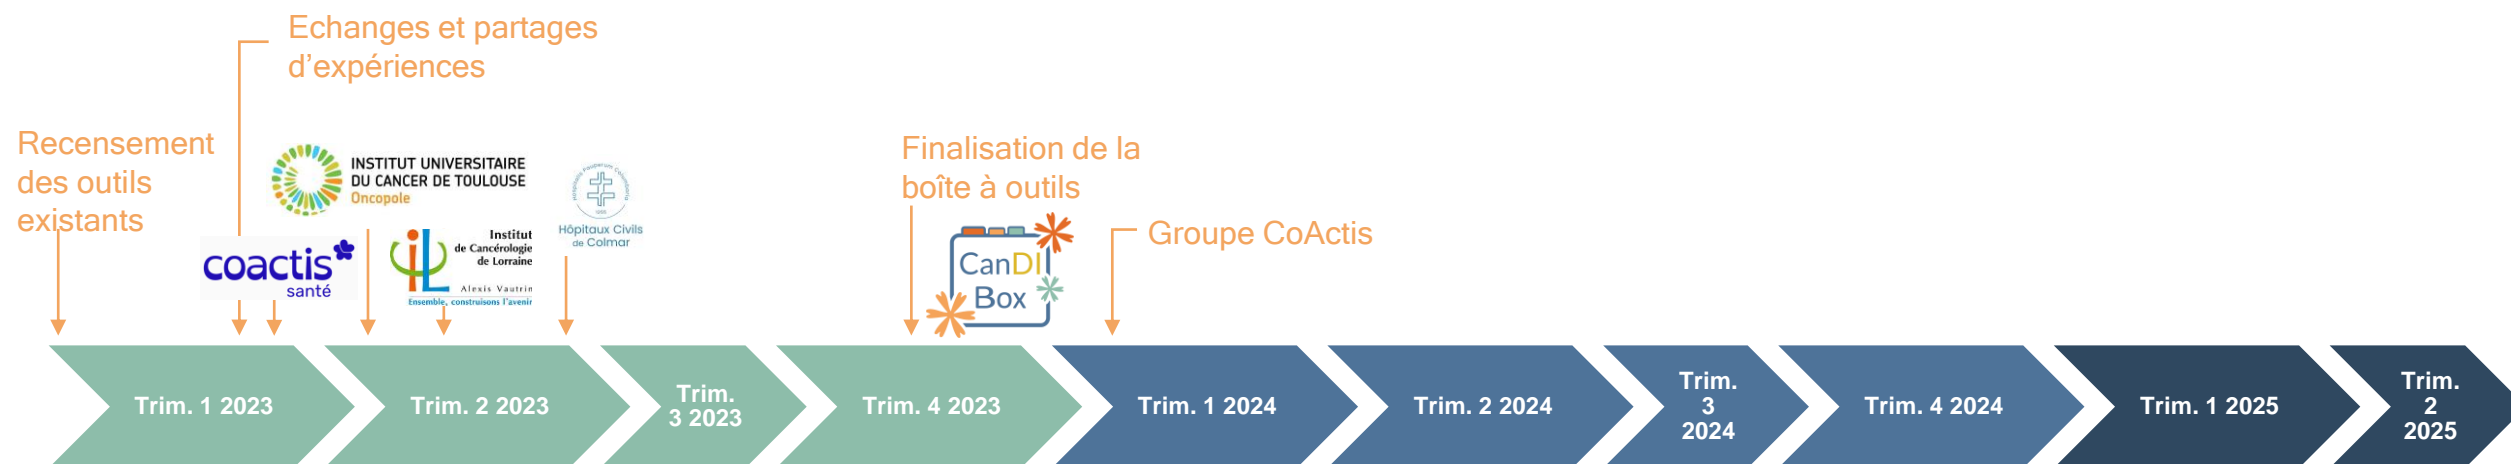 Echanges et partages
d’expériences
Recensement
des outils
existants
INSTITUT UNIVERSITAIRE
DU CANCER DE TOULOUSE
Oncopole
coactis
santé
Institut
de Cancérologie
de Lorraine
Alexis Vautrin
Ensemble, construisons l'avenir
Hôpitaux Civils
de Colmar
Finalisation de la
boîte à outils
CanDI
Box
Groupe CoActis
Trim. 1 2023
Trim. 2 2023
Trim.
3 2023
Trim. 4 2023
Trim. 1 2024
Trim. 2 2024
Trim.
3
2024
Trim. 4 2024
Trim. 1 2025
Trim.
2
2025